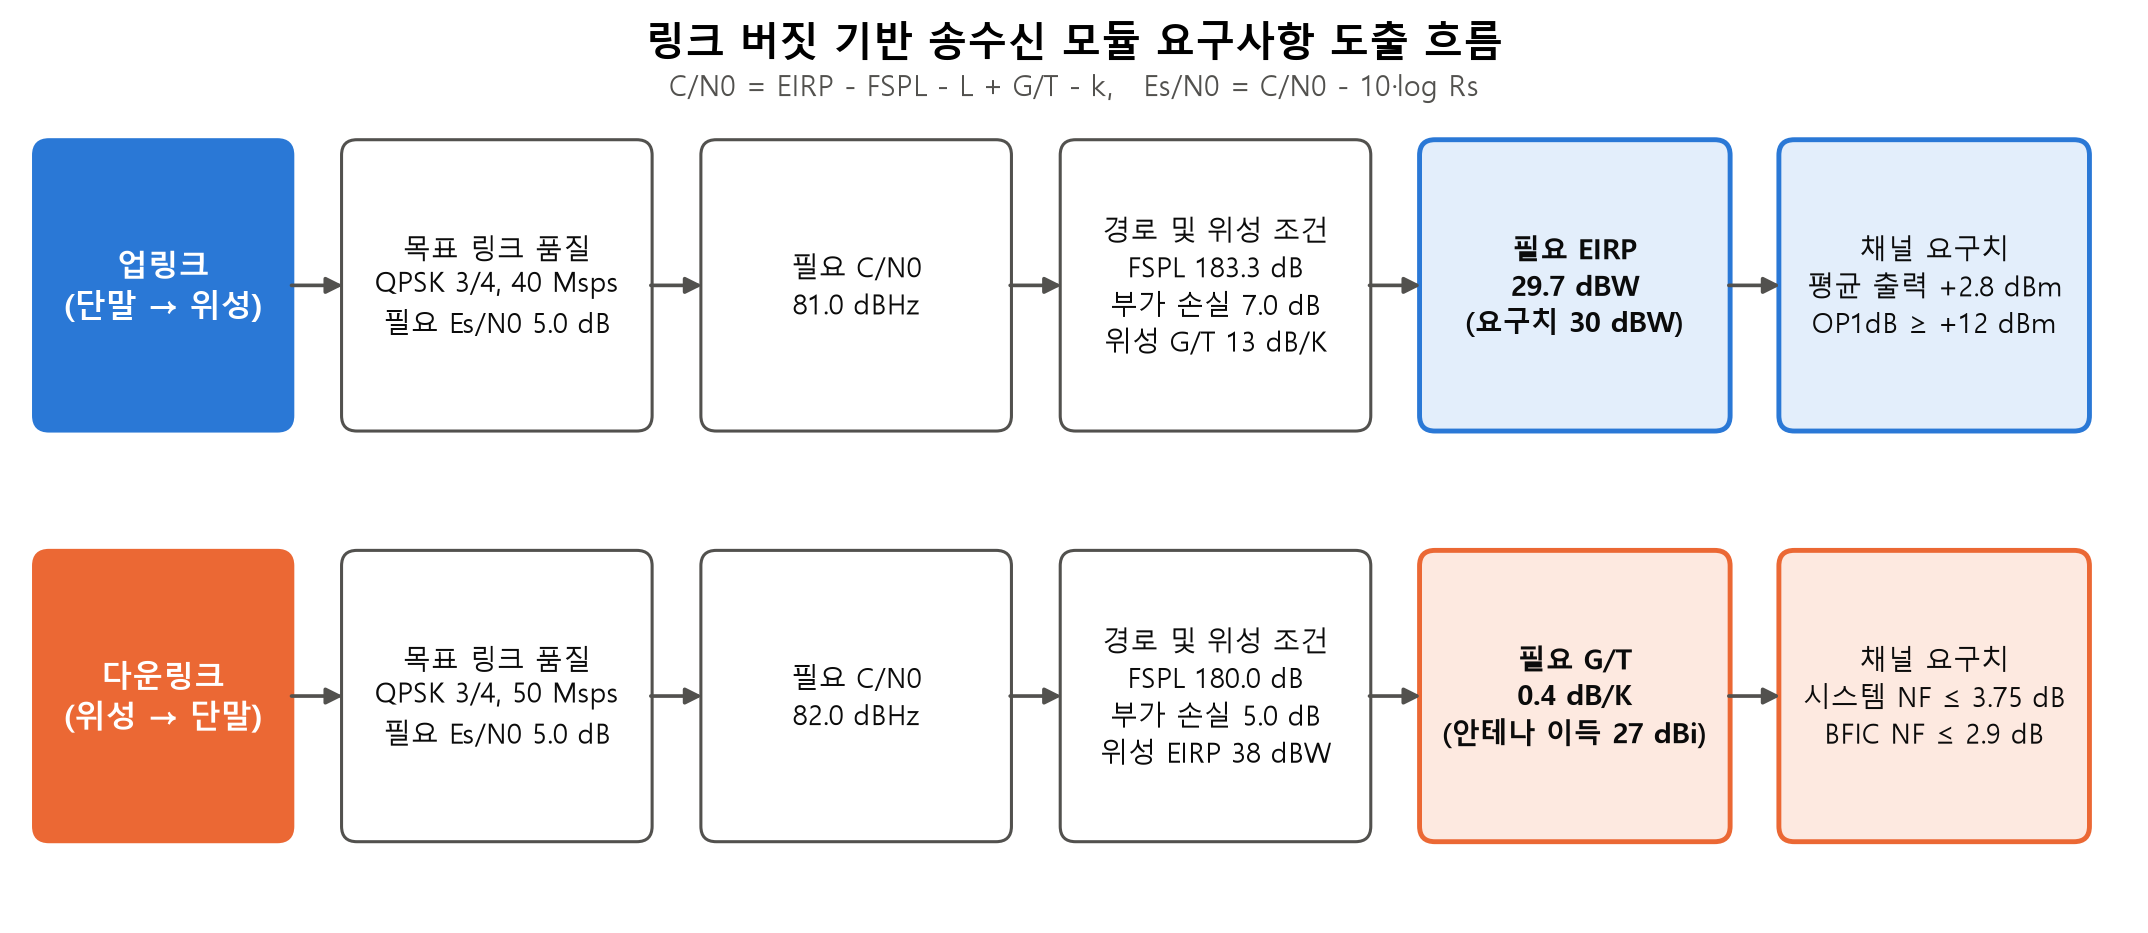 링크 버짓 기반 송수신 모듈 요구사항 도출 흐름
C/N0 = EIRP - FSPL - L + G/T - k, Es/N0 = C/N0 - 10·log Rs
업링크
(단말 → 위성)
목표 링크 품질
QPSK 3/4, 40 Msps
필요 Es/N0 5.0 dB
필요 C/N0
81.0 dBHz
경로 및 위성 조건
FSPL 183.3 dB
부가 손실 7.0 dB
위성 G/T 13 dB/K
필요 EIRP
29.7 dBW
(요구치 30 dBW)
채널 요구치
평균 출력 +2.8 dBm
OP1dB ≥ +12 dBm
다운링크
(위성 → 단말)
목표 링크 품질
QPSK 3/4, 50 Msps
필요 Es/N0 5.0 dB
필요 C/N0
82.0 dBHz
경로 및 위성 조건
FSPL 180.0 dB
부가 손실 5.0 dB
위성 EIRP 38 dBW
필요 G/T
0.4 dB/K
(안테나 이득 27 dBi)
채널 요구치
시스템 NF ≤ 3.75 dB
BFIC NF ≤ 2.9 dB